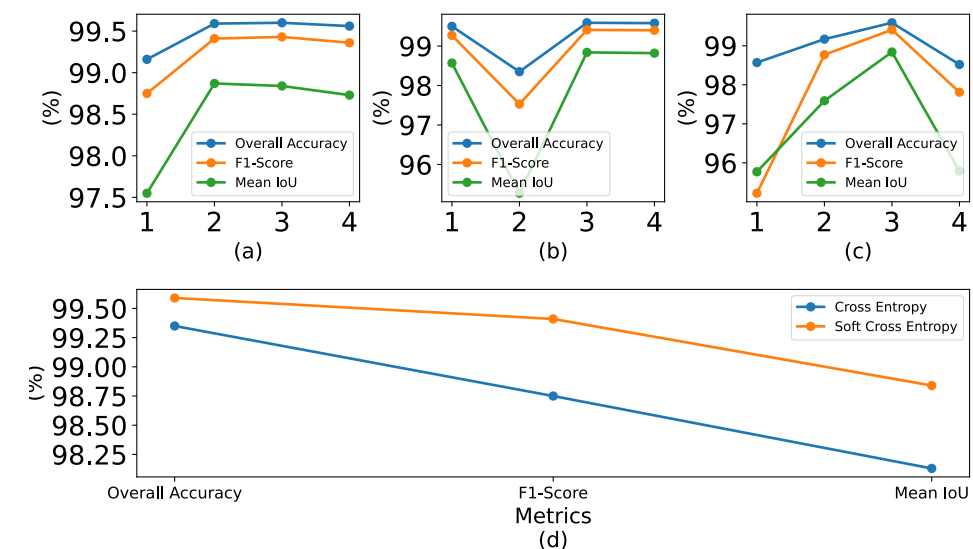 99.5
99.0
98.5
98.0
97.5
(%)
Overall Accuracy
F1-Score
Mean IoU
1 2 3 4
(a)
99
98
97
96
(%)
Overall Accuracy
F1-Score
Mean IoU
1 2 3 4
(b)
99
98
97
96
(%)
Overall Accuracy
F1-Score
Mean IoU
1 2 3 4
(c)
99.50
99.25
99.00
98.75
98.50
98.25
(%)
Cross Entropy
Soft Cross Entropy
Overall Accuracy F1-Score Mean IoU
Metrics
(d)